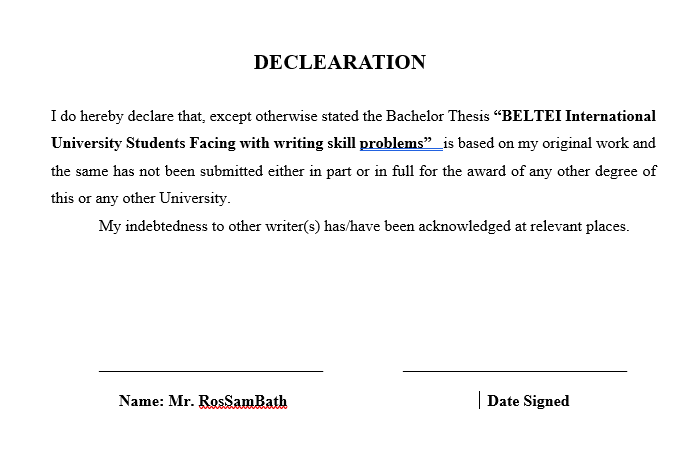 DECLEARATION
I do hereby declare that, except otherwise stated the Bachelor Thesis “BELTEI International
University Students Facing with writing skill problems” is based on my original work and
the same has not been submitted either in part or in full for the award of any other degree of
this or any other University.
My indebtedness to other writer(s) has/have been acknowledged at relevant places.
Name: Mr. RosSamBath Date Signed